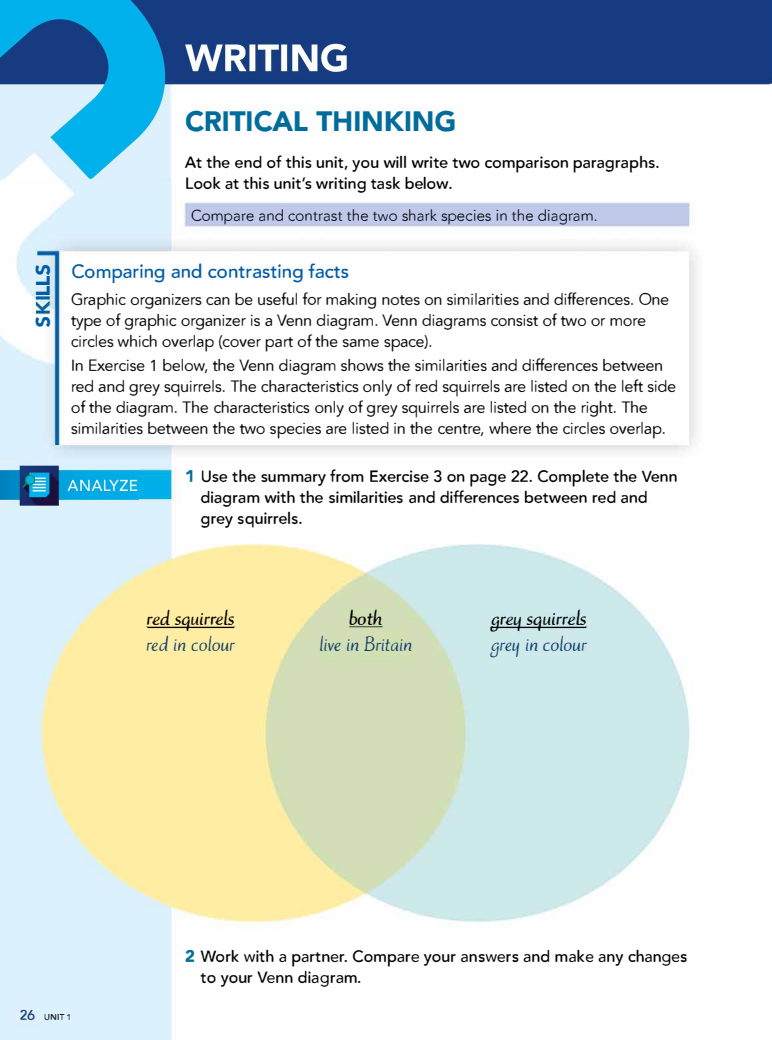 WRITING
CRITICAL THINKING
At the end of this unit, you will write two comparison paragraphs.
Look at this unit's writing task below.
Compare and contrast the two shark species in the diagram.
SKILLS
Comparing and contrasting facts
Graphic organizers can be useful for making notes on similarities and differences. One
type of graphic organizer is a Venn diagram. Venn diagrams consist of two or more
circles which overlap (cover part of the same space).
In Exercise 1 below, the Venn diagram shows the similarities and differences between
red and grey squirrels. The characteristics only of red squirrels are listed on the left side
of the diagram. The characteristics only of grey squirrels are listed on the right. The
similarities between the two species are listed in the centre, where the circles overlap.
ANALYZE
1 Use the summary from Exercise 3 on page 22. Complete the Venn
diagram with the similarities and differences between red and
grey squirrels.
red squirrels both grey squirrels
red in colour live in Britain grey in colour
2 Work with a partner. Compare your answers and make any changes
to your Venn diagram.
26 UNIT 1